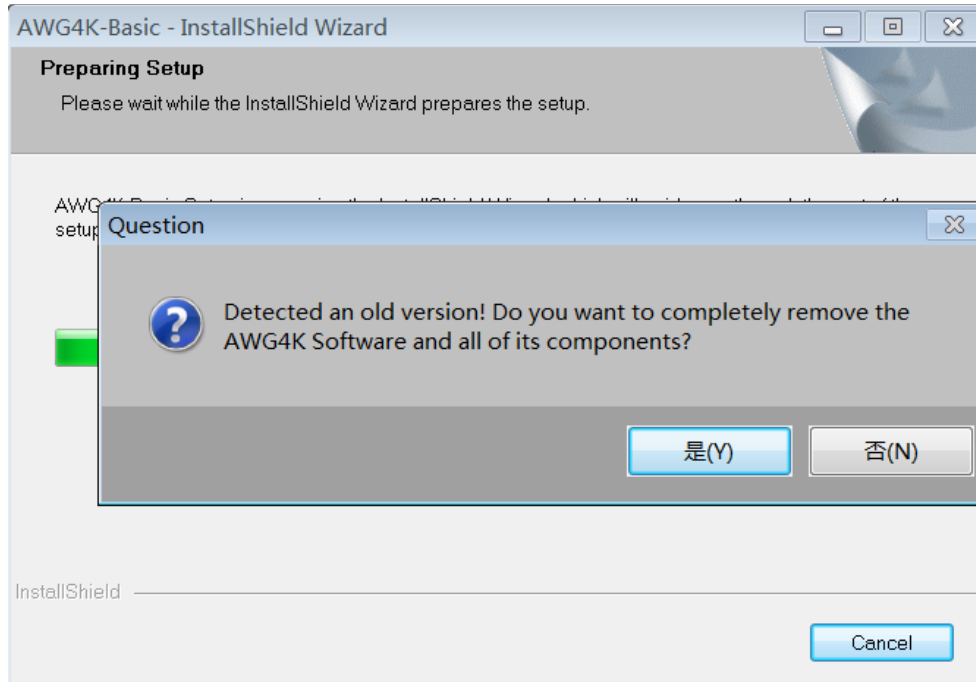 AWG4K-Basic - InstallShield Wizard
Preparing Setup
Please wait while the InstallShield Wizard prepares the setup.
setup
Question
Detected an old version! Do you want to completely remove the
AWG4K Software and all of its components?
是(Y)
否(N)
InstallShield
Cancel